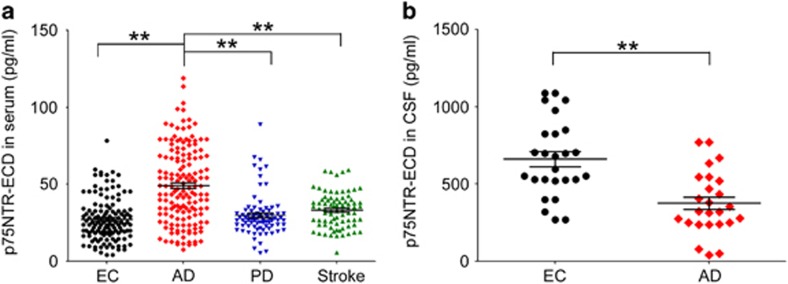 a
b
p75NTR-ECD in serum (pg/ml)
150
100
50
0
**
**
**
EC AD PD Stroke
p75NTR-ECD in CSF (pg/ml)
1500
1000
500
0
**
EC AD